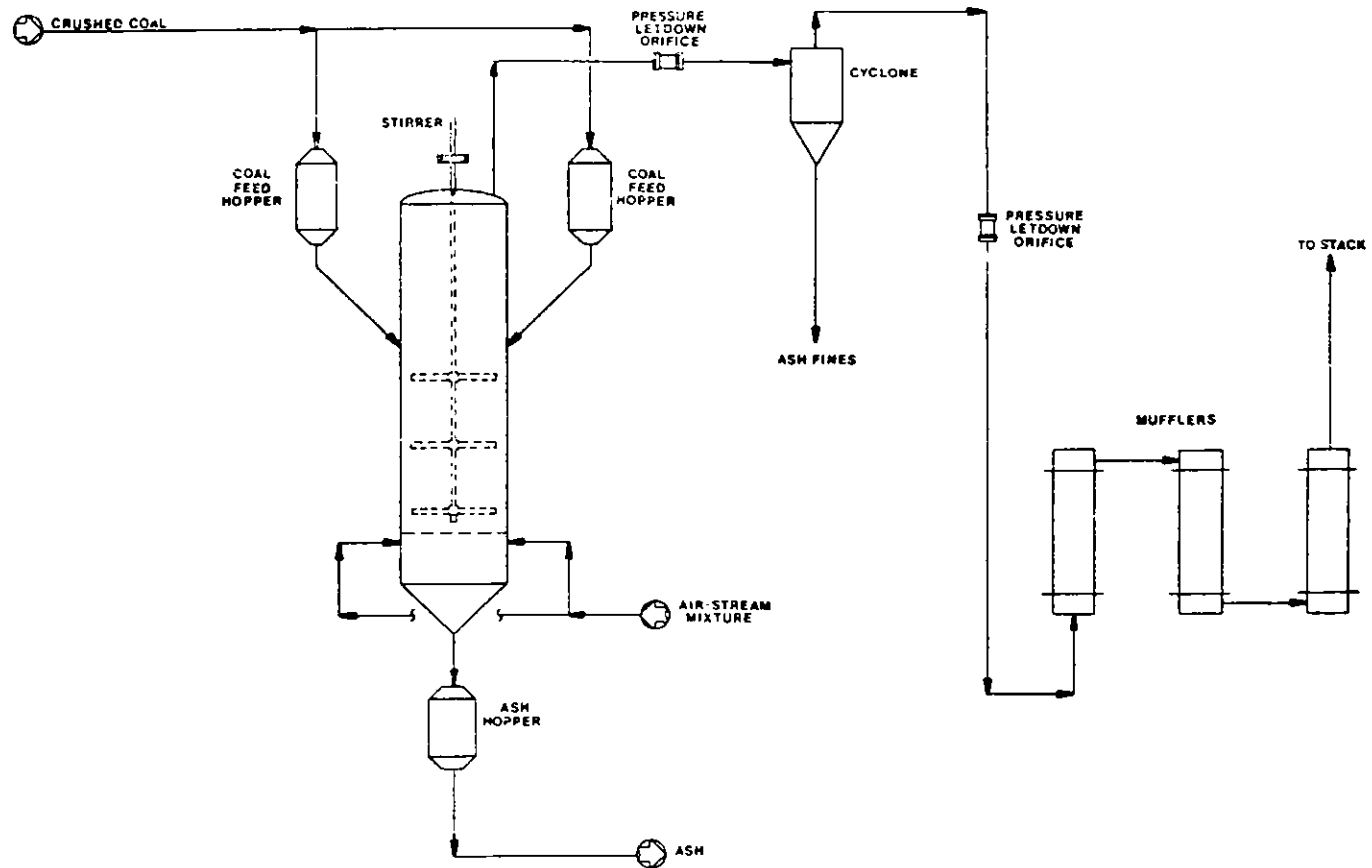 CRUSHED COAL
PRESSURE
LETDOWN
ORIFICE
CYCLONE
STIRRER
COAL
FEED
HOPPER
COAL
FEED
HOPPER
PRESSURE
LETDOWN
ORIFICE
TO STACK
ASH FINES
MUFFLERS
AIR-STREAM
MIXTURE
ASH
HOPPER
ASH